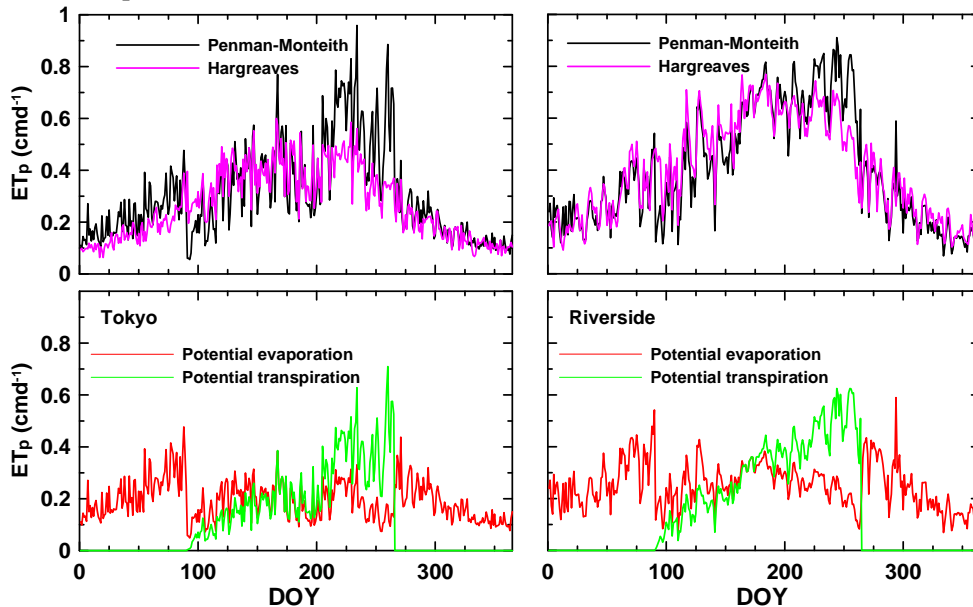 1
0.8
0.6
0.4
0.2
0
ETp (cmd-1)
Penman-Monteith
Hargreaves
Penman-Monteith
Hargreaves
0.8
0.6
0.4
0.2
0
ETp (cmd-1)
Tokyo
Potential evaporation
Potential transpiration
Riverside
Potential evaporation
Potential transpiration
0 100 200 300
DOY
0 100 200 300
DOY